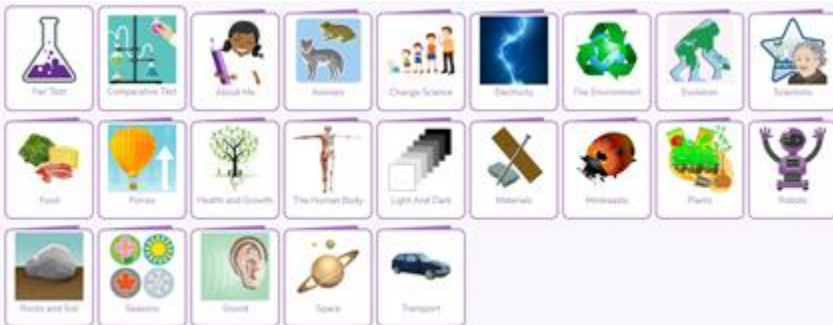 Fair Test
Comparative Test
About Me
Animals
Change Science
Electricity
The Environment
Evolution
Scientists
Food
Forces
Health and Growth
The Human Body
Light And Dark
Materials
Minibeasts
Plants
Robots
Rocks and Soil
Seasons
Sound
Space
Transport